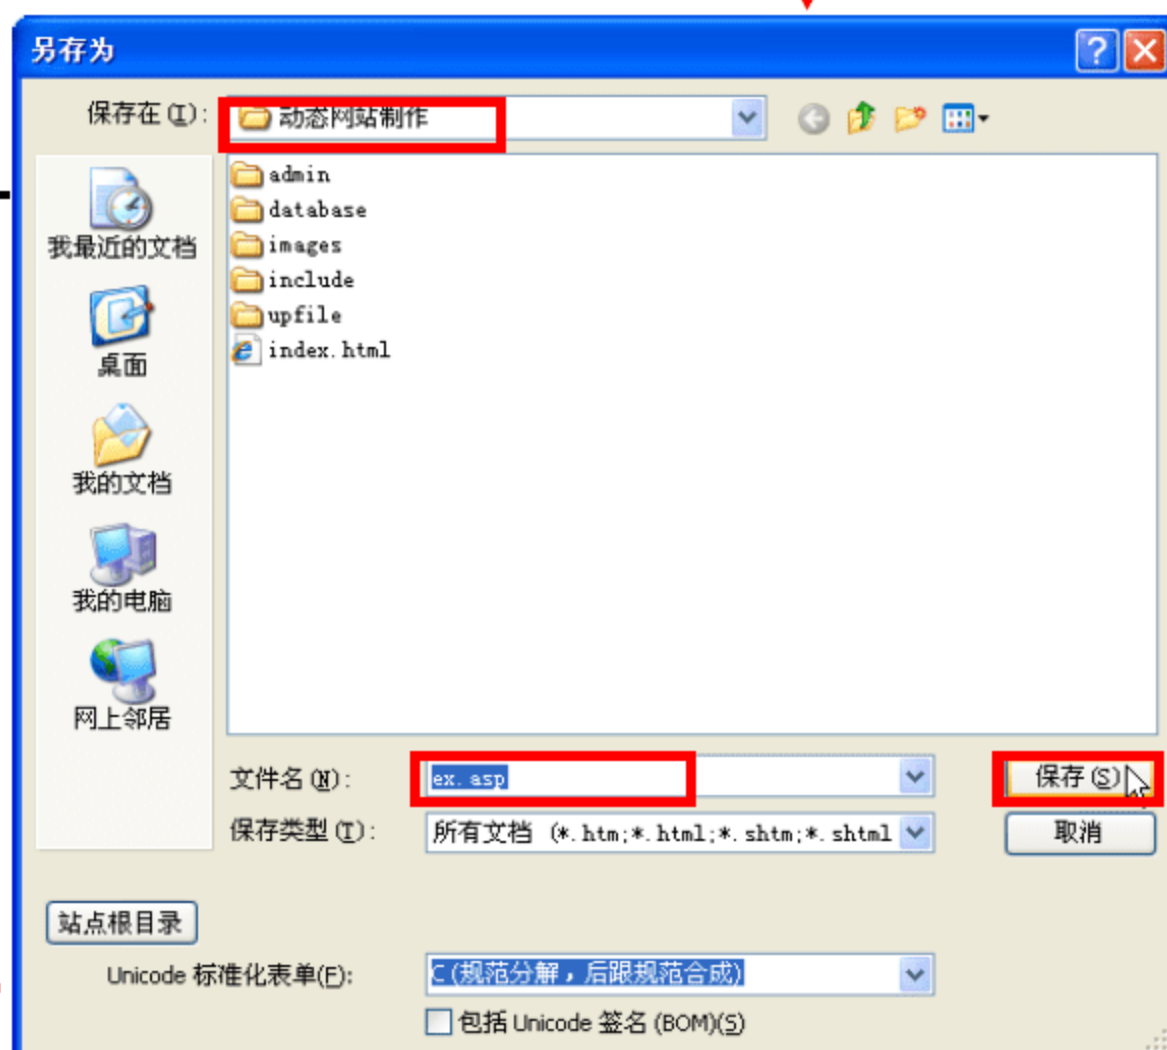 另存为
保存在(I):
动态网站制作
admin
database
images
include
upfile
index.html
我最近的文档
桌面
我的文档
我的电脑
网上邻居
文件名(N):
ex.asp
保存(S)
保存类型(T):
所有文档 (*.htm;*.html;*.shtm;*.shtml
取消
站点根目录
Unicode 标准化表单(F):
C (规范分解，后跟规范合成)
包括 Unicode 签名 (BOM)(S)